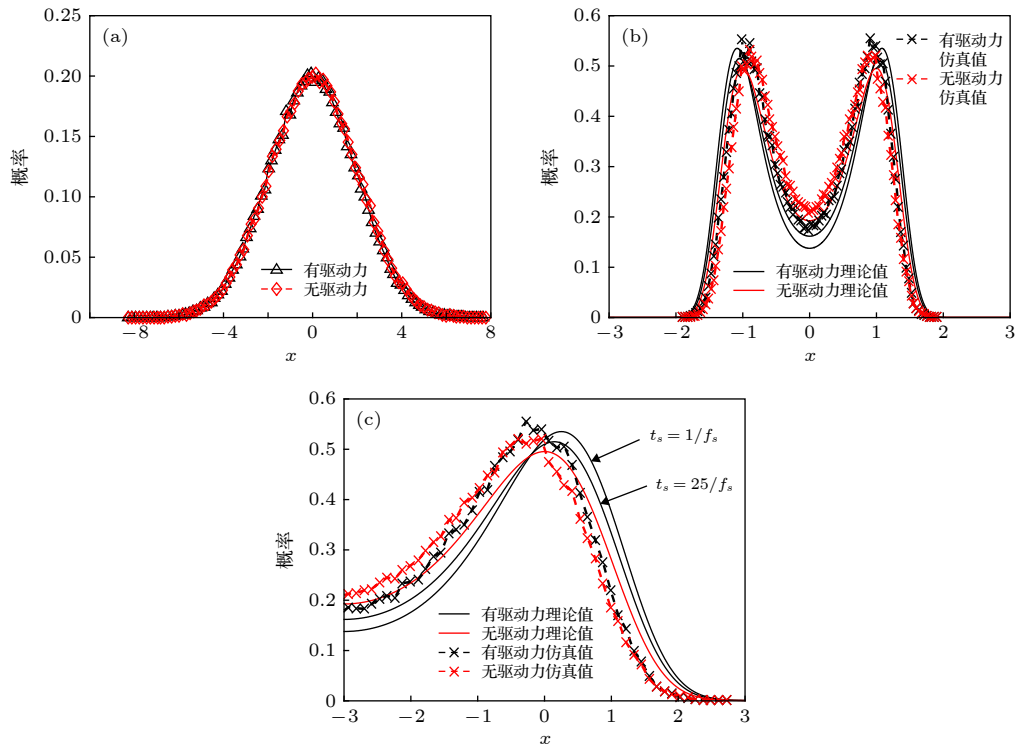 (a)
0.25
0.20
0.15
0.10
0.05
0
概率
有驱动力
无驱动力
−8
−4
0
4
8
x
(b)
0.6
0.5
0.4
0.3
0.2
0.1
0
概率
有驱动力
仿真值
无驱动力
仿真值
有驱动力理论值
无驱动力理论值
−3
−2
−1
0
1
2
3
x
(c)
0.6
0.5
0.4
0.3
0.2
0.1
0
概率
t_s = 1/f_s
t_s = 25/f_s
有驱动力理论值
无驱动力理论值
有驱动力仿真值
无驱动力仿真值
−3
−2
−1
0
1
2
3
x